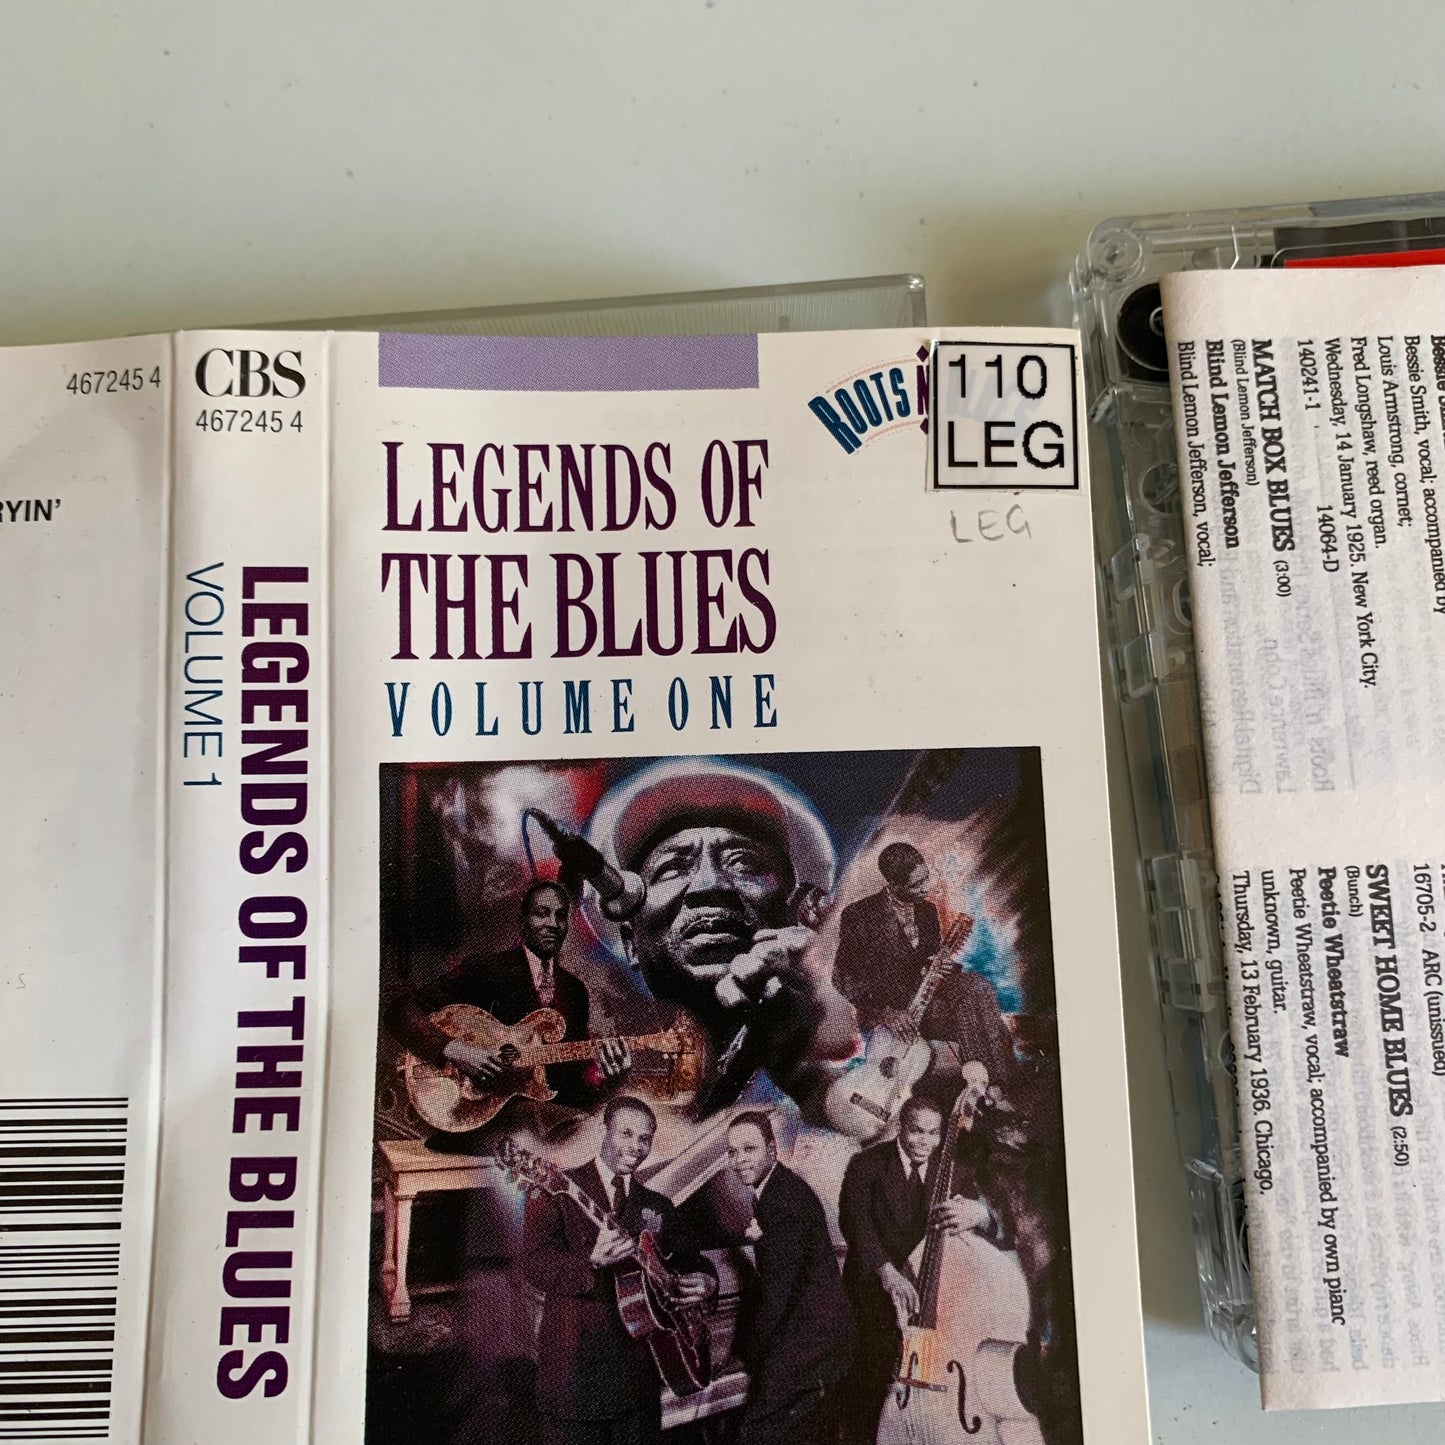 467245 4
RYIN'
CBS
467245 4
LEGENDS OF THE BLUES
VOLUME 1
ROOTS N'
110
LEG
LEG
LEGENDS OF
THE BLUES
VOLUME ONE
Bessie Smith, vocal; accompanied by
Louis Armstrong, cornet;
Fred Longshaw, reed organ.
Wednesday, 14 January 1925. New York City.
140241-1 14064-D
MATCH BOX BLUES (3:00)
(Blind Lemon Jefferson)
Blind Lemon Jefferson
Blind Lemon Jefferson, vocal;
16705-2 ARC (unissued)
SWEET HOME BLUES (2:50)
(Bunch)
Peetie Wheatstraw
Peetie Wheatstraw, vocal; accompanied by own piano
unknown, guitar.
Thursday, 13 February 1936. Chicago.